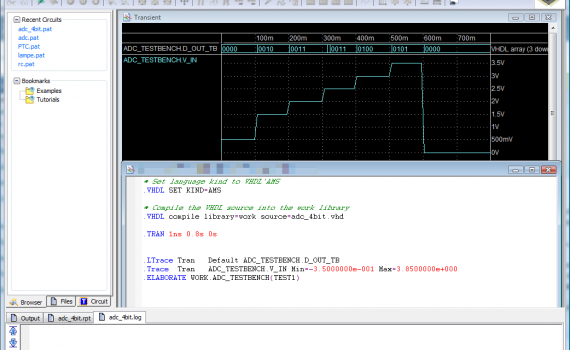 Recent Circuits
adc_4bit.pat
adc.pat
PTC.pat
lampe.pat
rc.pat
Bookmarks
Examples
Tutorials
Browser Files Circuit
Transient
100m 200m 300m 400m 500m 600m 700m
ADC_TESTBENCH.D_OUT_TB 0000 0010 0011 0011 0100 0101 0000 VHDL array (3 down
ADC_TESTBENCH.V_IN
3.5V
3V
2.5V
2V
1.5V
1V
500mV
0V
* Set language kind to VHDL'AMS
.VHDL SET KIND=AMS
* Compile the VHDL source into the work library
.VHDL compile library=work source=adc_4bit.vhd
.TRAN 1ns 0.8s 0s
.LTrace Tran Default ADC_TESTBENCH.D_OUT_TB
.Trace Tran ADC_TESTBENCH.V_IN Min=-3.5000000e-001 Max=3.8500000e+000
.ELABORATE WORK.ADC_TESTBENCH(TEST1)
Output adc_4bit.rpt adc_4bit.log